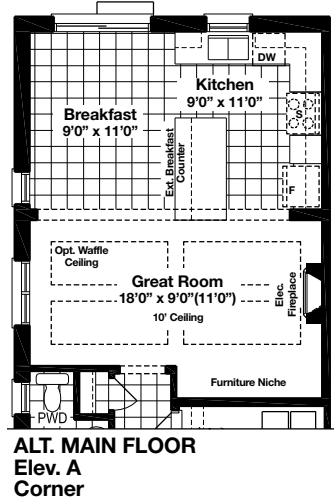 DW
Kitchen
9'0" x 11'0"
Breakfast
9'0" x 11'0"
S
Ext. Breakfast
Counter
F
Opt. Waffle
Ceiling
Great Room
18'0" x 9'0"(11'0")
10' Ceiling
Elec.
Fireplace
Furniture Niche
PWD
ALT. MAIN FLOOR
Elev. A
Corner